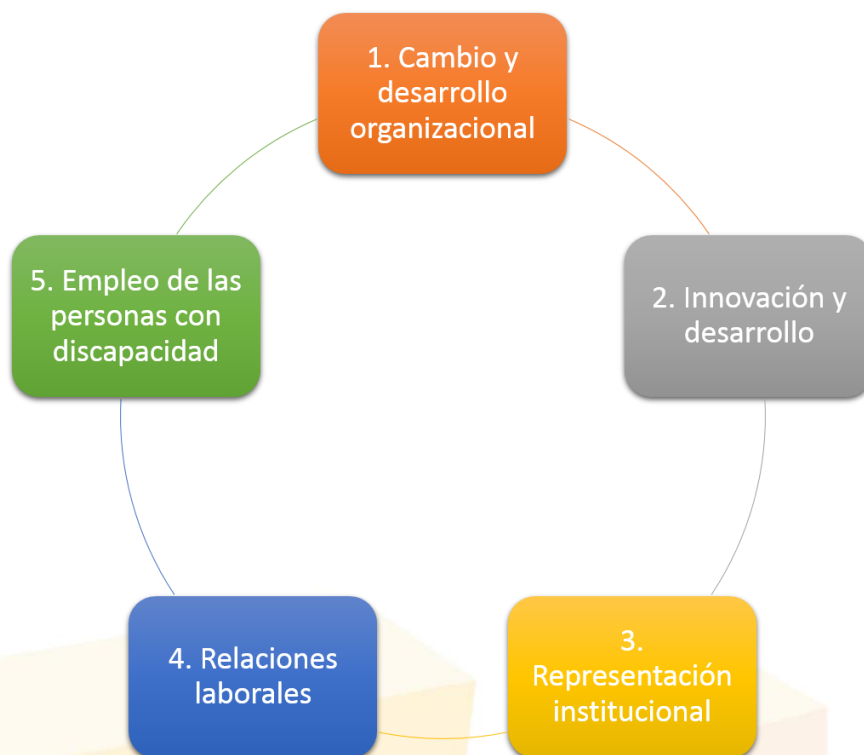 1. Cambio y
desarrollo
organizacional
2. Innovación y
desarrollo
3.
Representación
institucional
4. Relaciones
laborales
5. Empleo de las
personas con
discapacidad